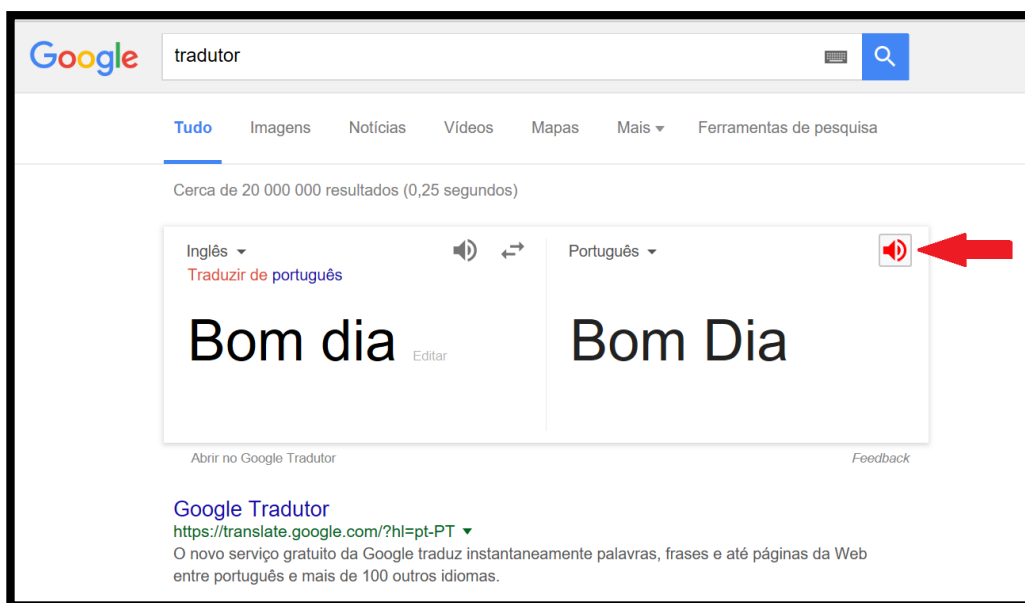 Google tradutor
Tudo Imagens Notícias Vídeos Mapas Mais Ferramentas de pesquisa
Cerca de 20 000 000 resultados (0,25 segundos)
Inglês Português
Traduzir de português
Bom dia Editar Bom Dia
Abrir no Google Tradutor Feedback
Google Tradutor
https://translate.google.com/?hl=pt-PT
O novo serviço gratuito da Google traduz instantaneamente palavras, frases e até páginas da Web
entre português e mais de 100 outros idiomas.